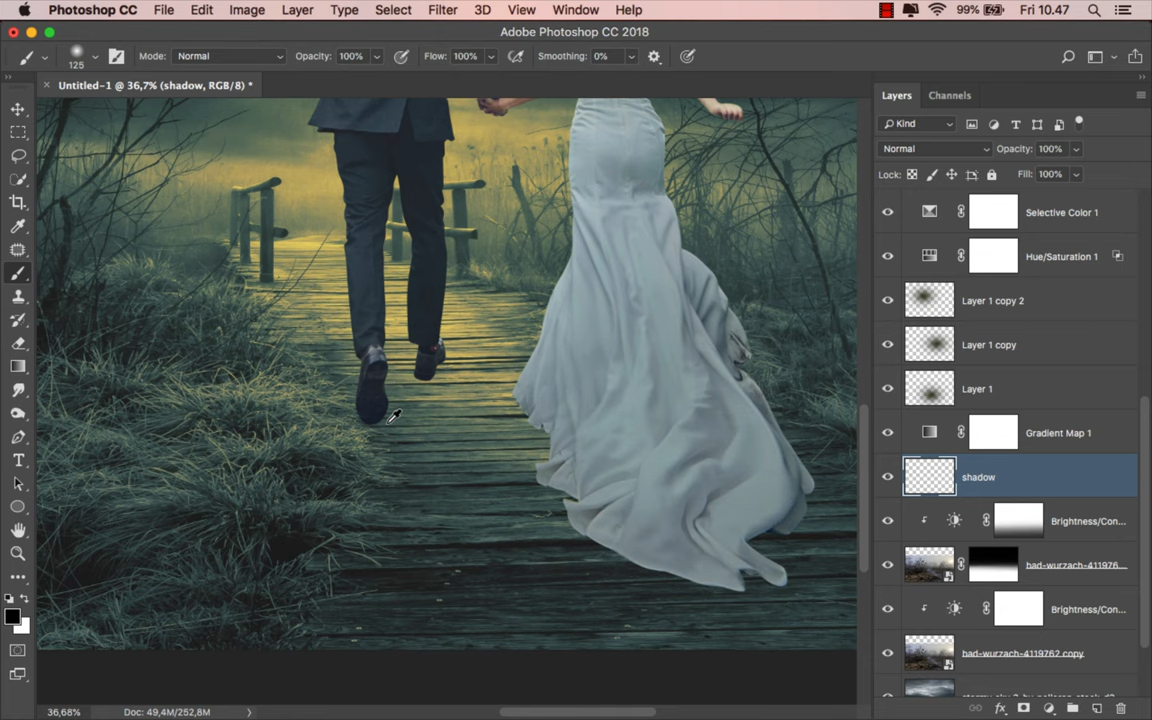 Photoshop CC File Edit Image Layer Type Select Filter 3D View Window Help 99% Fri 10.47
Adobe Photoshop CC 2018
125 Mode: Normal Opacity: 100% Flow: 100% Smoothing: 0%
Untitled-1 @ 36,7% (shadow, RGB/8) *
Layers Channels
Kind
Normal Opacity: 100%
Lock: Fill: 100%
Selective Color 1
Hue/Saturation 1
Layer 1 copy 2
Layer 1 copy
Layer 1
Gradient Map 1
shadow
Brightness/Con...
bad-wurzach-411976...
Brightness/Con...
bad-wurzach-4119762 copy
36,68% Doc: 49,4M/252,8M